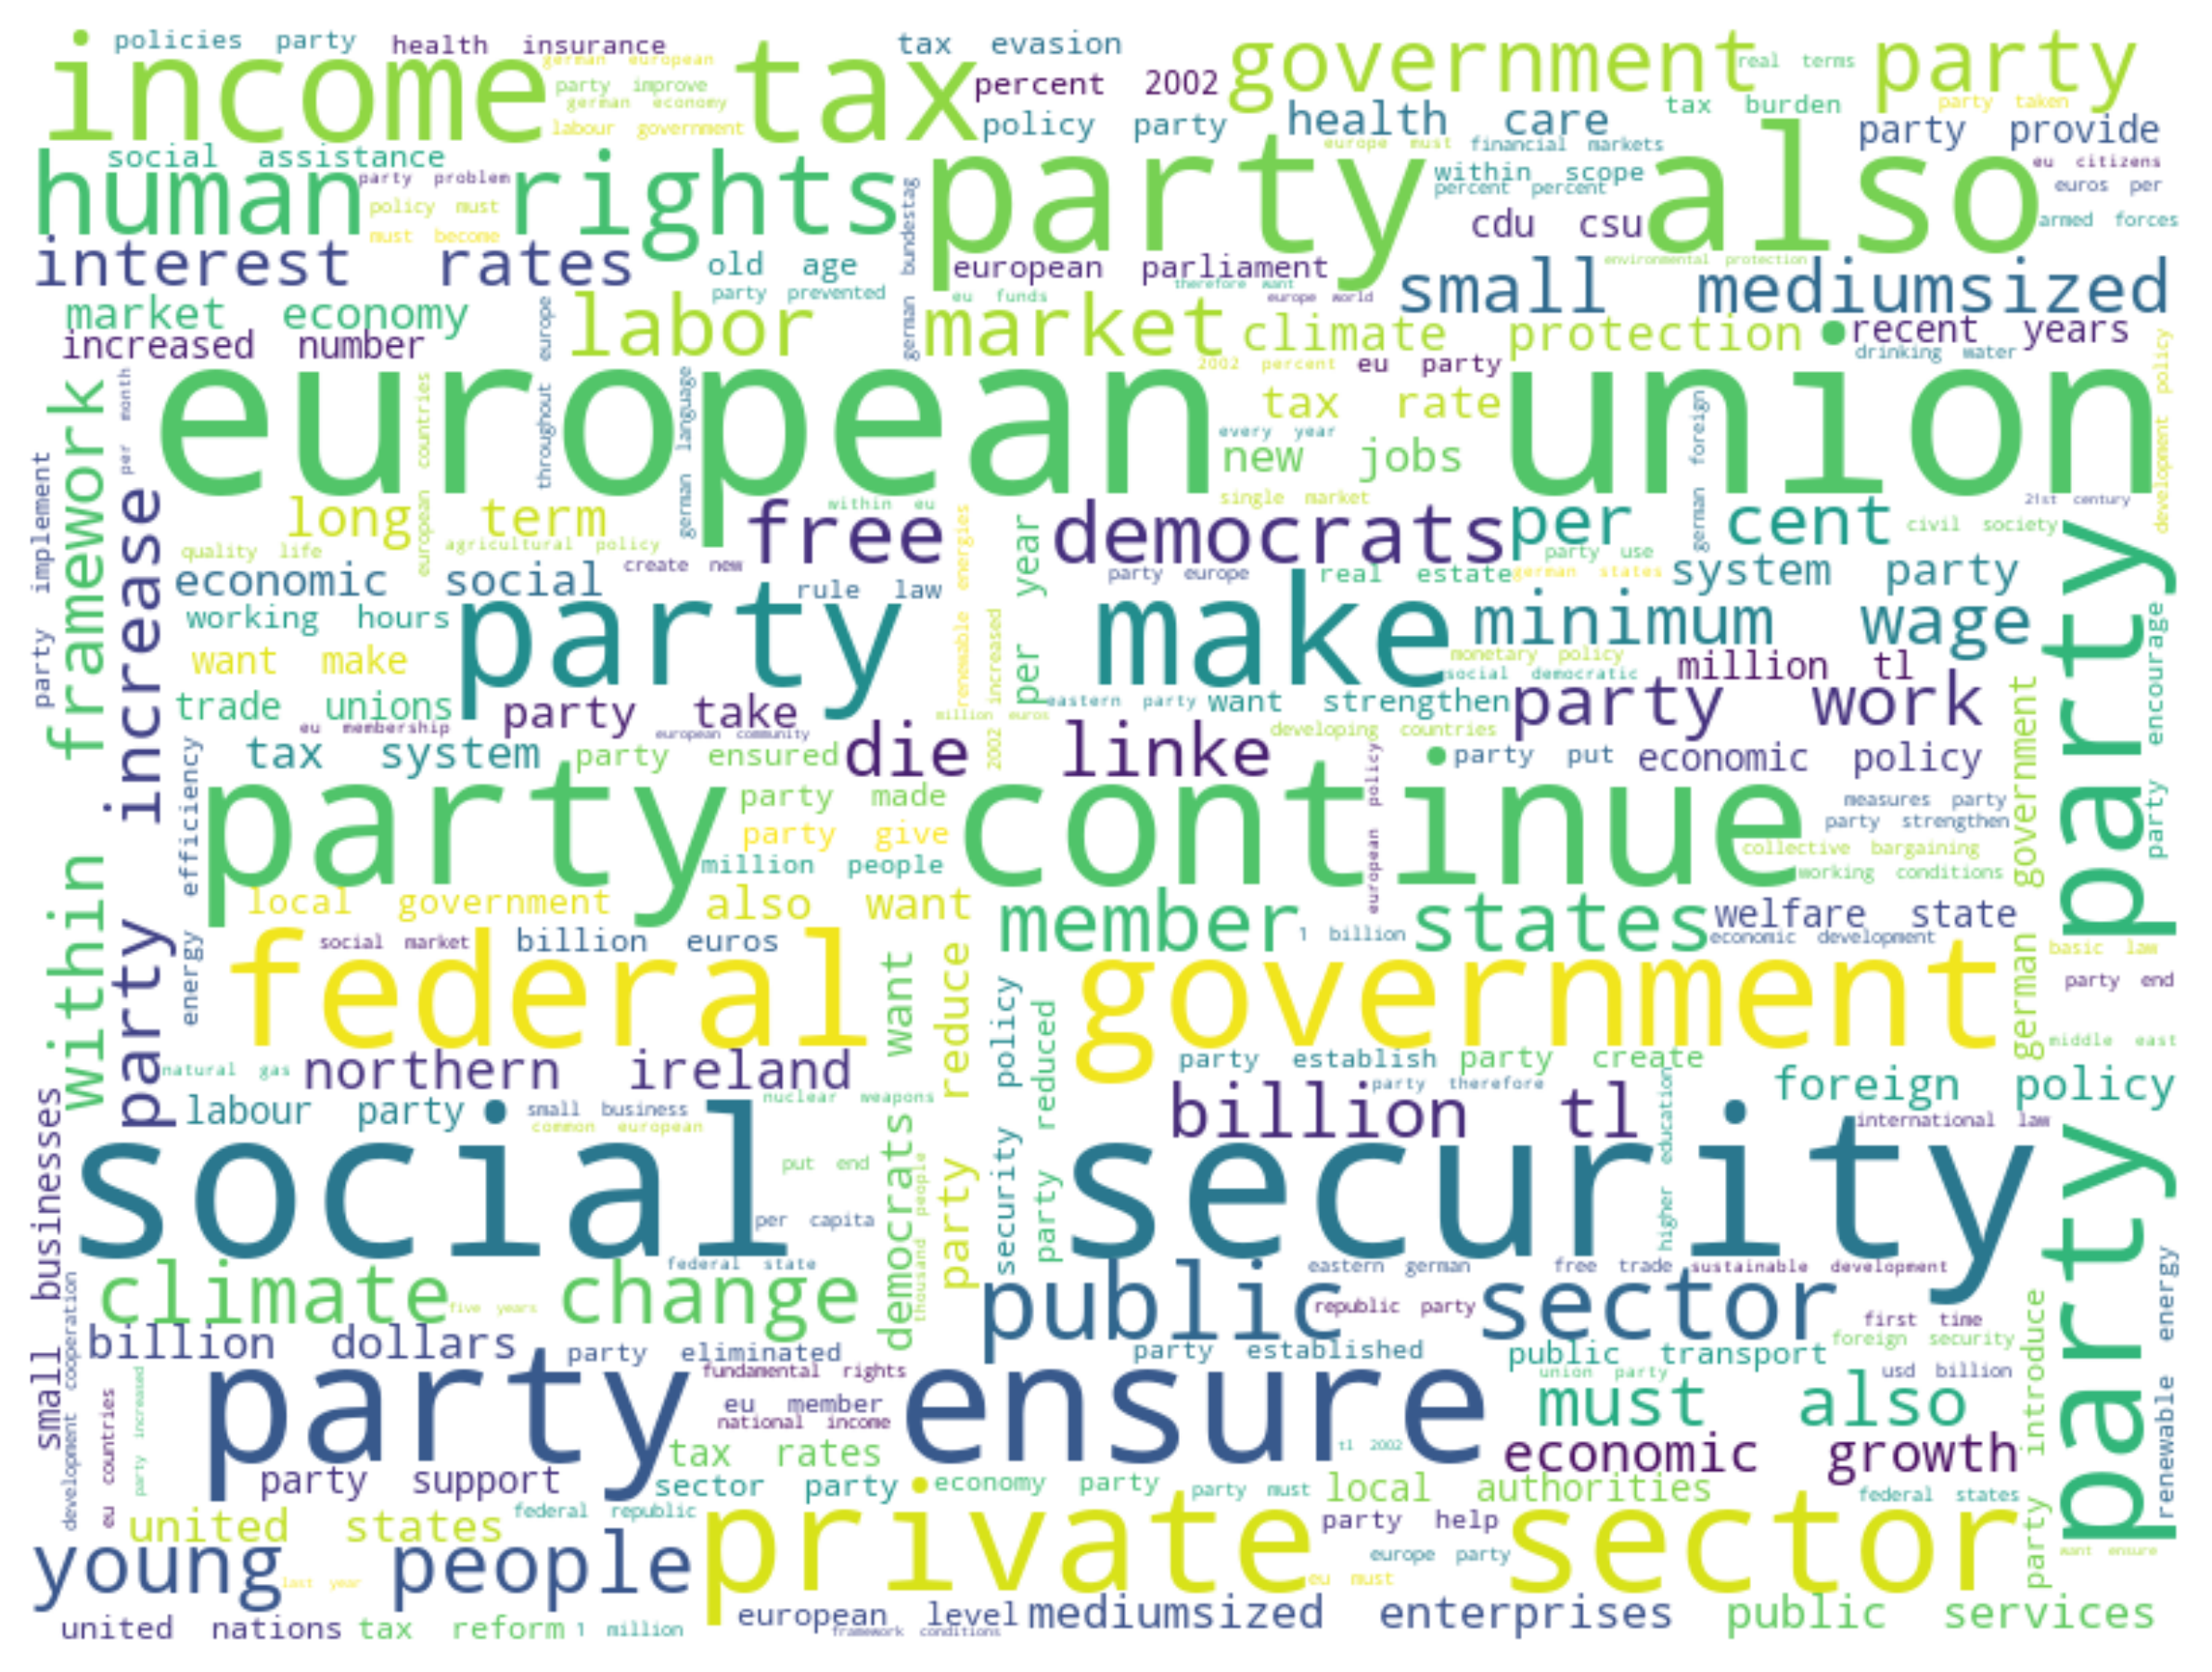 policies party
health insurance
tax evasion
government party
real terms
income tax
german european
party improve
german economy
labour government
percent 2002
policy party
health care
tax burden
party taken
party provide
social assistance
human rights
party problem
policy must
must become
german bundestag
party also
europe must
financial markets
within scope
percent percent
cdu csu
eu citizens
euros per
armed forces
interest rates
old age
party prevented
european parliament
therefore want
eu funds
europe world
environmental protection
small mediumsized
market economy
increased number
throughout europe
labor market
climate protection
recent years
drinking water
2002 percent
eu party
development policy
per month
european union
european countries
german language
tax rate
every year
new jobs
single market
german foreign
21st century
within framework
party implement
party increase
long term
quality life
agricultural policy
within eu
free democrats
renewable energies
per year
per cent
party use
civil society
economic social
create new
rule law
party europe
real estate
german states
system party
working hours
want make
party make
2002 increased
minimum wage
monetary policy
social democratic
million tl
party encourage
trade unions
eu membership
party take
european community
million euros
eastern party
want strengthen
party work
tax system
party ensured
die linke
developing countries
european policy
party put
economic policy
german government
energy efficiency
party continue
party made
party give
million people
measures party
party strengthen
collective bargaining
working conditions
party party
local government
also want
member states
1 billion
welfare state
economic development
basic law
party end
federal government
social market
billion euros
democrats want
party reduce
security policy
party reduced
middle east
natural gas
northern ireland
party establish
party create
party therefore
foreign policy
small businesses
labour party
small business
common european
nuclear weapons
billion tl
higher education
international law
social security
put end
per capita
thousand people
federal state
eastern german
free trade
sustainable development
climate change
five years
public sector
republic party
first time
foreign security
party introduce
renewable energy
development cooperation
billion dollars
party eliminated
fundamental rights
party established
public transport
union party
usd billion
eu countries
party increased
party ensure
eu member
national income
tl 2002
must also
tax rates
economic growth
party support
sector party
economy party
party must
local authorities
federal states
united states
federal republic
private sector
party help
europe party
eu must
want ensure
young people
last year
united nations
tax reform
1 million
european level
framework conditions
mediumsized enterprises
public services